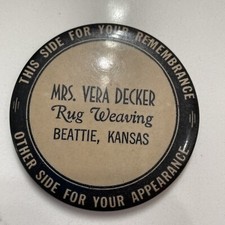 THIS SIDE FOR YOUR REMEMBRANCE
MRS. VERA DECKER
Rug Weaving
BEATTIE, KANSAS
OTHER SIDE FOR YOUR APPEARANCE